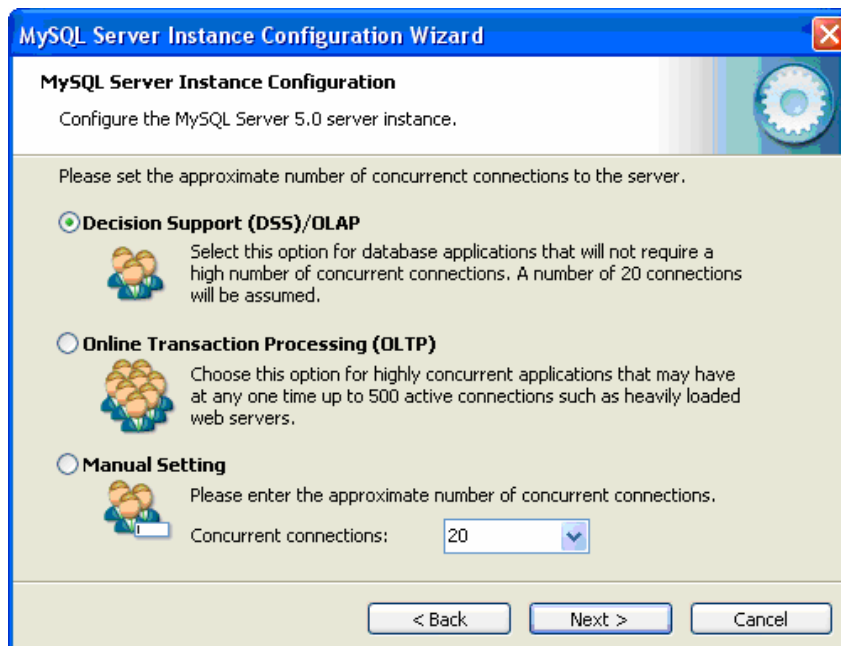 MySQL Server Instance Configuration Wizard
MySQL Server Instance Configuration
Configure the MySQL Server 5.0 server instance.
Please set the approximate number of concurrenct connections to the server.
Decision Support (DSS)/OLAP
Select this option for database applications that will not require a
high number of concurrent connections. A number of 20 connections
will be assumed.
Online Transaction Processing (OLTP)
Choose this option for highly concurrent applications that may have
at any one time up to 500 active connections such as heavily loaded
web servers.
Manual Setting
Please enter the approximate number of concurrent connections.
Concurrent connections: 20
< Back Next > Cancel